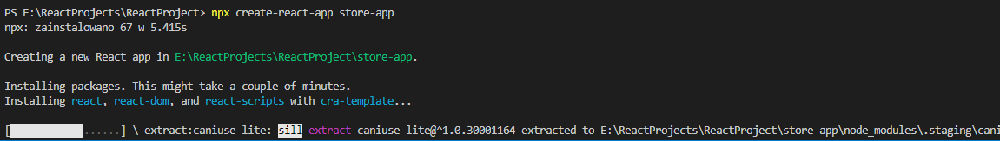 PS E:\ReactProjects\ReactProject> npx create-react-app store-app
npx: zainstalowano 67 w 5.415s
Creating a new React app in E:\ReactProjects\ReactProject\store-app.
Installing packages. This might take a couple of minutes.
Installing react, react-dom, and react-scripts with cra-template...
[ ......] \ extract:caniuse-lite: sill extract caniuse-lite@^1.0.30001164 extracted to E:\ReactProjects\ReactProject\store-app\node_modules\.staging\cani